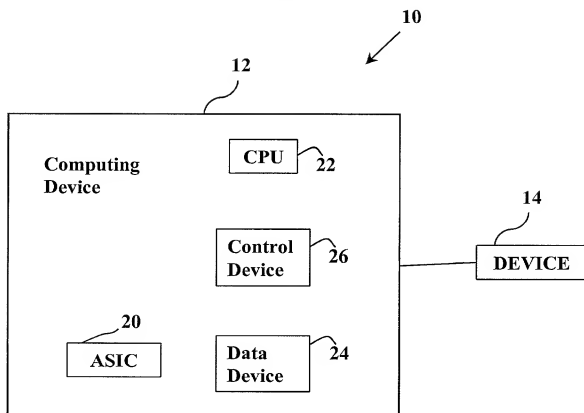 10
12
Computing
Device
CPU
22
14
Control
Device
26
DEVICE
20
ASIC
Data
Device
24